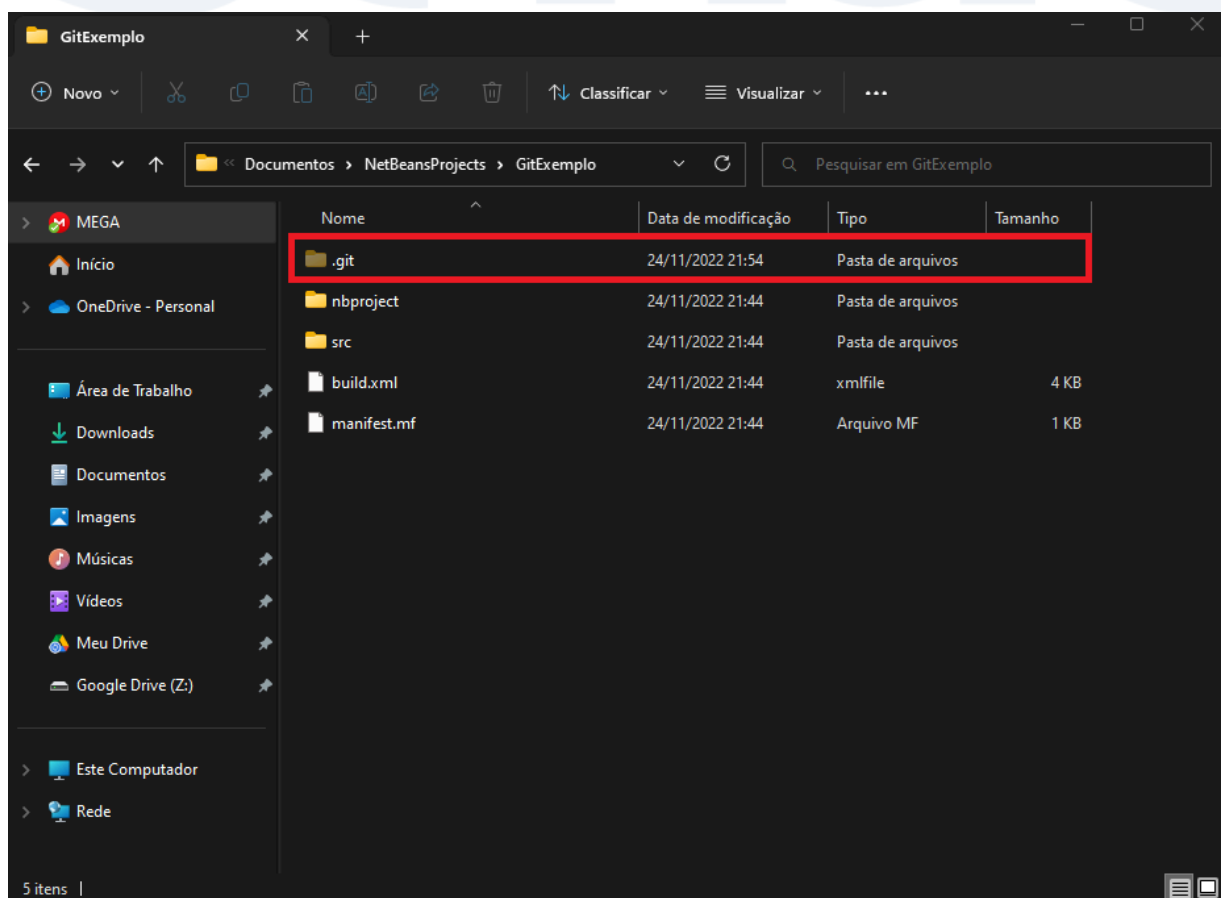 GitExemplo
Novo
Classificar
Visualizar
Documentos > NetBeansProjects > GitExemplo
Pesquisar em GitExemplo
MEGA
Início
OneDrive - Personal
Área de Trabalho
Downloads
Documentos
Imagens
Músicas
Vídeos
Meu Drive
Google Drive (Z:)
Este Computador
Rede
Nome Data de modificação Tipo Tamanho
.git 24/11/2022 21:54 Pasta de arquivos
nbproject 24/11/2022 21:44 Pasta de arquivos
src 24/11/2022 21:44 Pasta de arquivos
build.xml 24/11/2022 21:44 xmlfile 4 KB
manifest.mf 24/11/2022 21:44 Arquivo MF 1 KB
5 itens